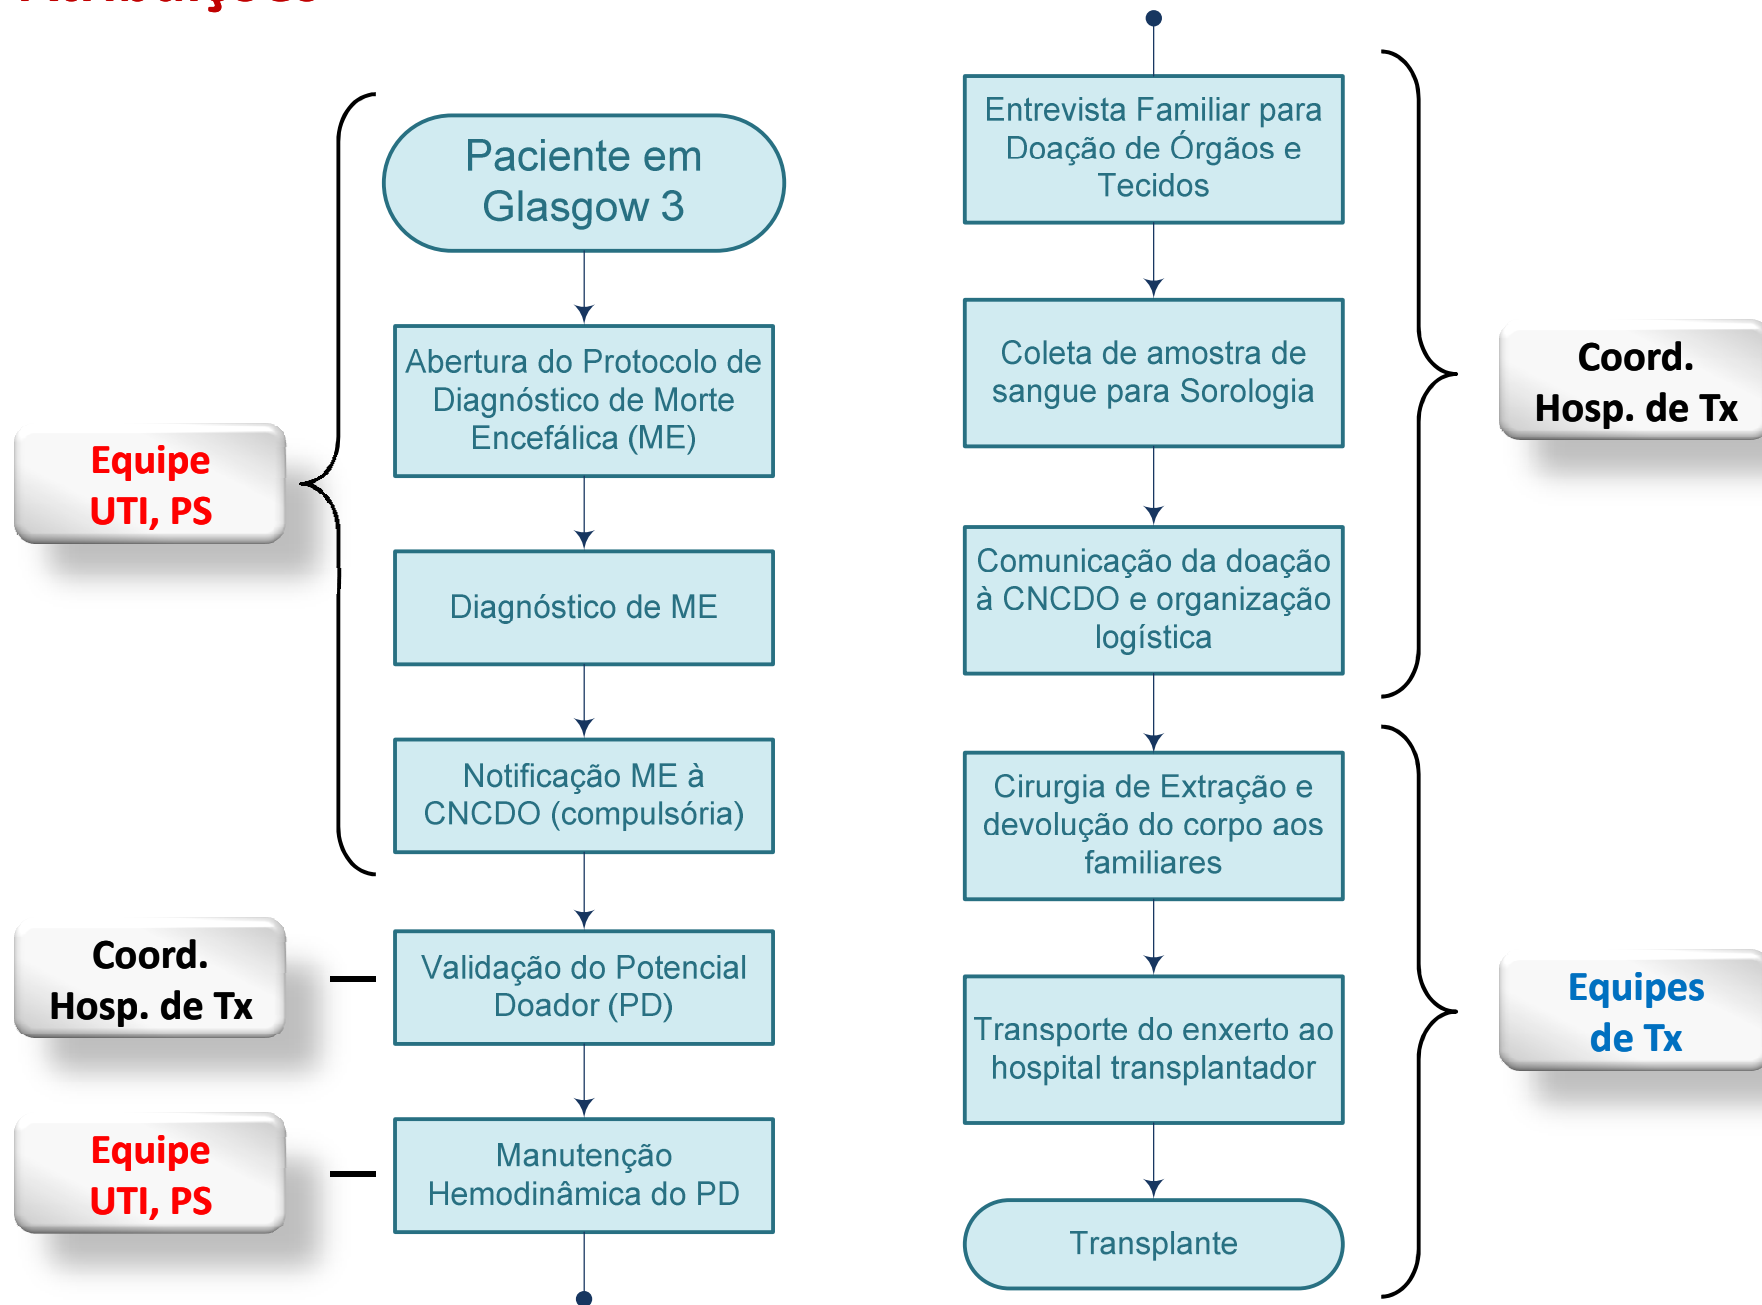 Paciente em
Glasgow 3
Abertura do Protocolo de
Diagnóstico de Morte
Encefálica (ME)
Equipe
UTI, PS
Diagnóstico de ME
Notificação ME à
CNCDO (compulsória)
Coord.
Hosp. de Tx
Validação do Potencial
Doador (PD)
Equipe
UTI, PS
Manutenção
Hemodinâmica do PD
Entrevista Familiar para
Doação de Órgãos e
Tecidos
Coleta de amostra de
sangue para Sorologia
Coord.
Hosp. de Tx
Comunicação da doação
à CNCDO e organização
logística
Cirurgia de Extração e
devolução do corpo aos
familiares
Equipes
de Tx
Transporte do enxerto ao
hospital transplantador
Transplante